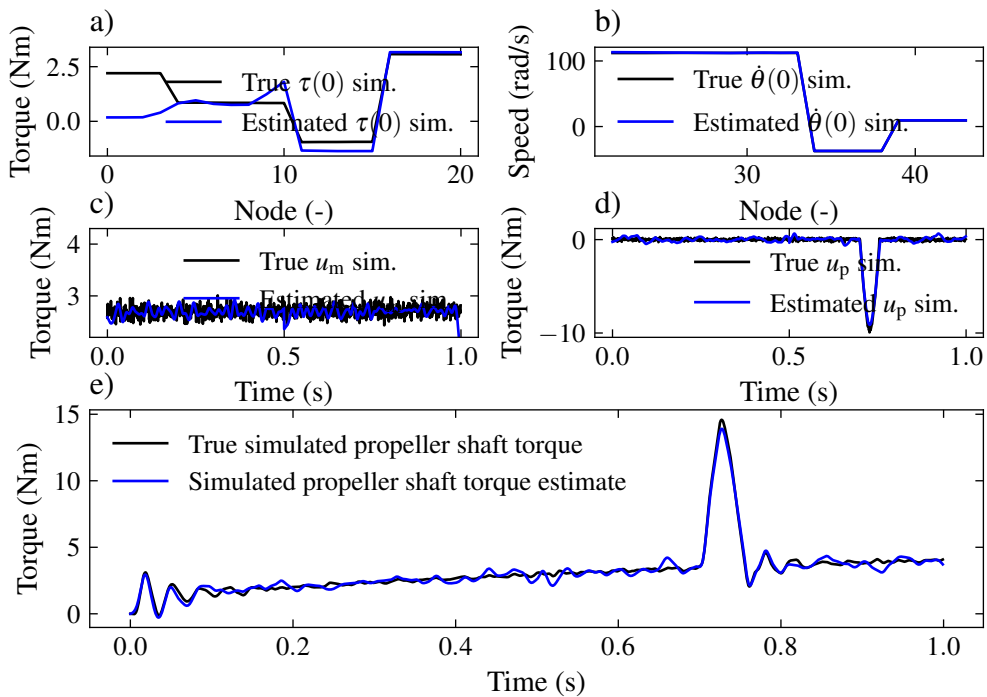 a)
Torque (Nm)
2.5
0.0
True τ(0) sim.
Estimated τ(0) sim.
0
10
20
Node (-)
b)
Speed (rad/s)
100
0
True θ̇(0) sim.
Estimated θ̇(0) sim.
30
40
Node (-)
c)
Torque (Nm)
4
3
True u_m sim.
Estimated u_m sim.
0.0
0.5
1.0
Time (s)
d)
Torque (Nm)
0
−10
True u_p sim.
Estimated u_p sim.
0.0
0.5
1.0
Time (s)
e)
Torque (Nm)
15
10
5
0
True simulated propeller shaft torque
Simulated propeller shaft torque estimate
0.0
0.2
0.4
0.6
0.8
1.0
Time (s)